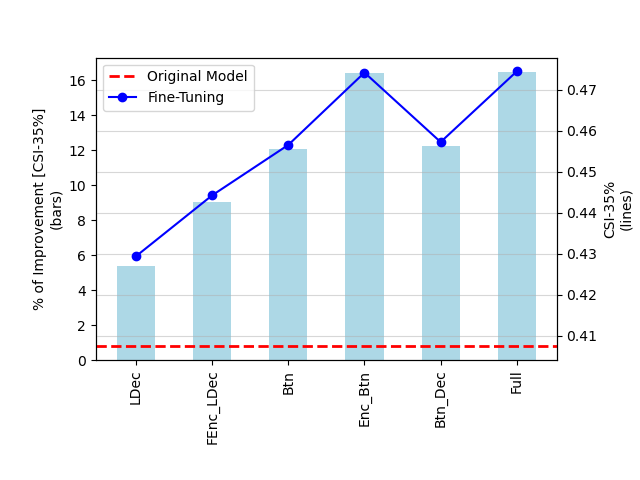 Original Model
Fine-Tuning
% of Improvement [CSI-35%]
(bars)
16
14
12
10
8
6
4
2
0
0.47
0.46
0.45
0.44
0.43
0.42
0.41
CSI-35%
(lines)
LDec
FEnc_LDec
Btn
Enc_Btn
Btn_Dec
Full